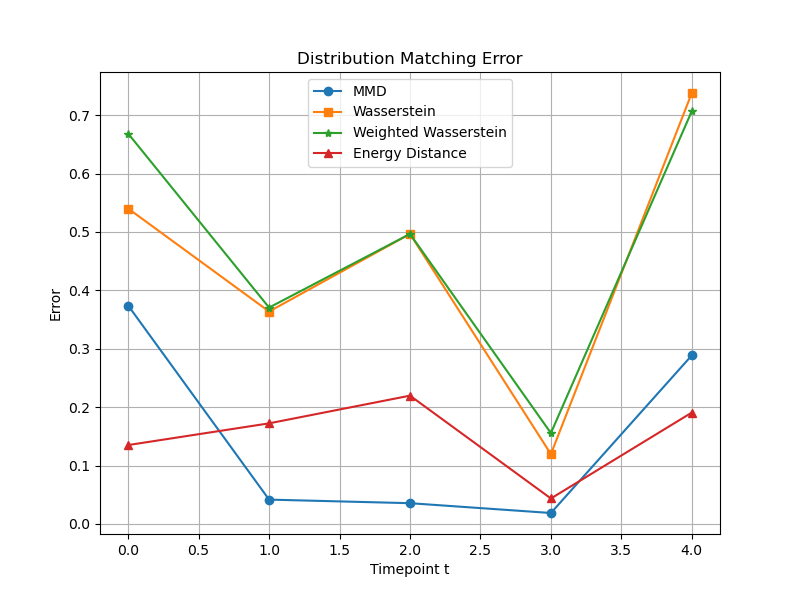 Distribution Matching Error
MMD
Wasserstein
Weighted Wasserstein
Energy Distance
Error
0.7
0.6
0.5
0.4
0.3
0.2
0.1
0.0
0.0 0.5 1.0 1.5 2.0 2.5 3.0 3.5 4.0
Timepoint t